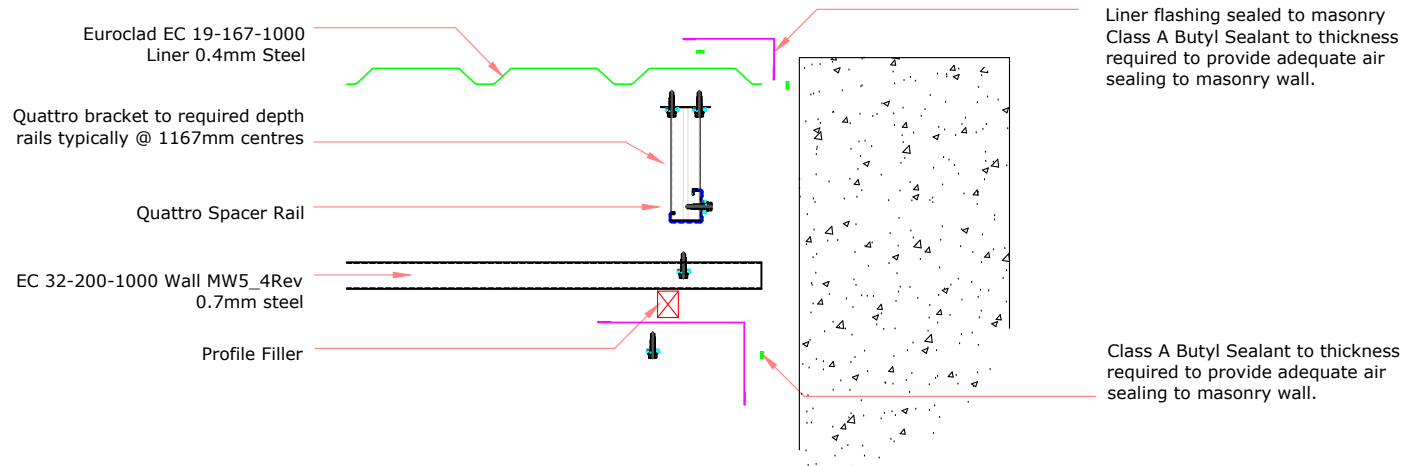 Euroclad EC 19-167-1000
Liner 0.4mm Steel
Quattro bracket to required depth
rails typically @ 1167mm centres
Quattro Spacer Rail
EC 32-200-1000 Wall MW5_4Rev
0.7mm steel
Profile Filler
Liner flashing sealed to masonry
Class A Butyl Sealant to thickness
required to provide adequate air
sealing to masonry wall.
Class A Butyl Sealant to thickness
required to provide adequate air
sealing to masonry wall.